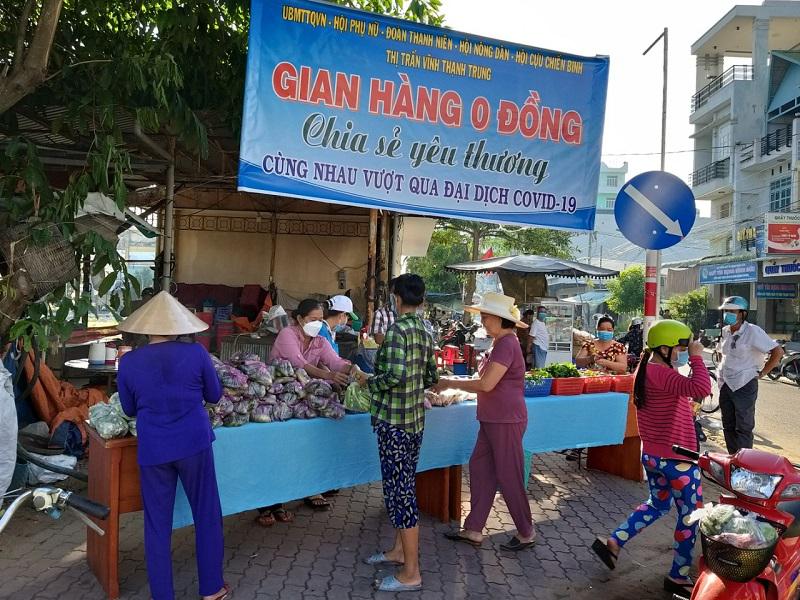 UBMTTQVN - HỘI PHỤ NỮ - ĐOÀN THANH NIÊN - HỘI NÔNG DÂN - HỘI CỰU CHIẾN BINH
THỊ TRẤN VĨNH THẠNH TRUNG
GIAN HÀNG 0 ĐỒNG
Chia sẻ yêu thương
CÙNG NHAU VƯỢT QUA ĐẠI DỊCH COVID-19